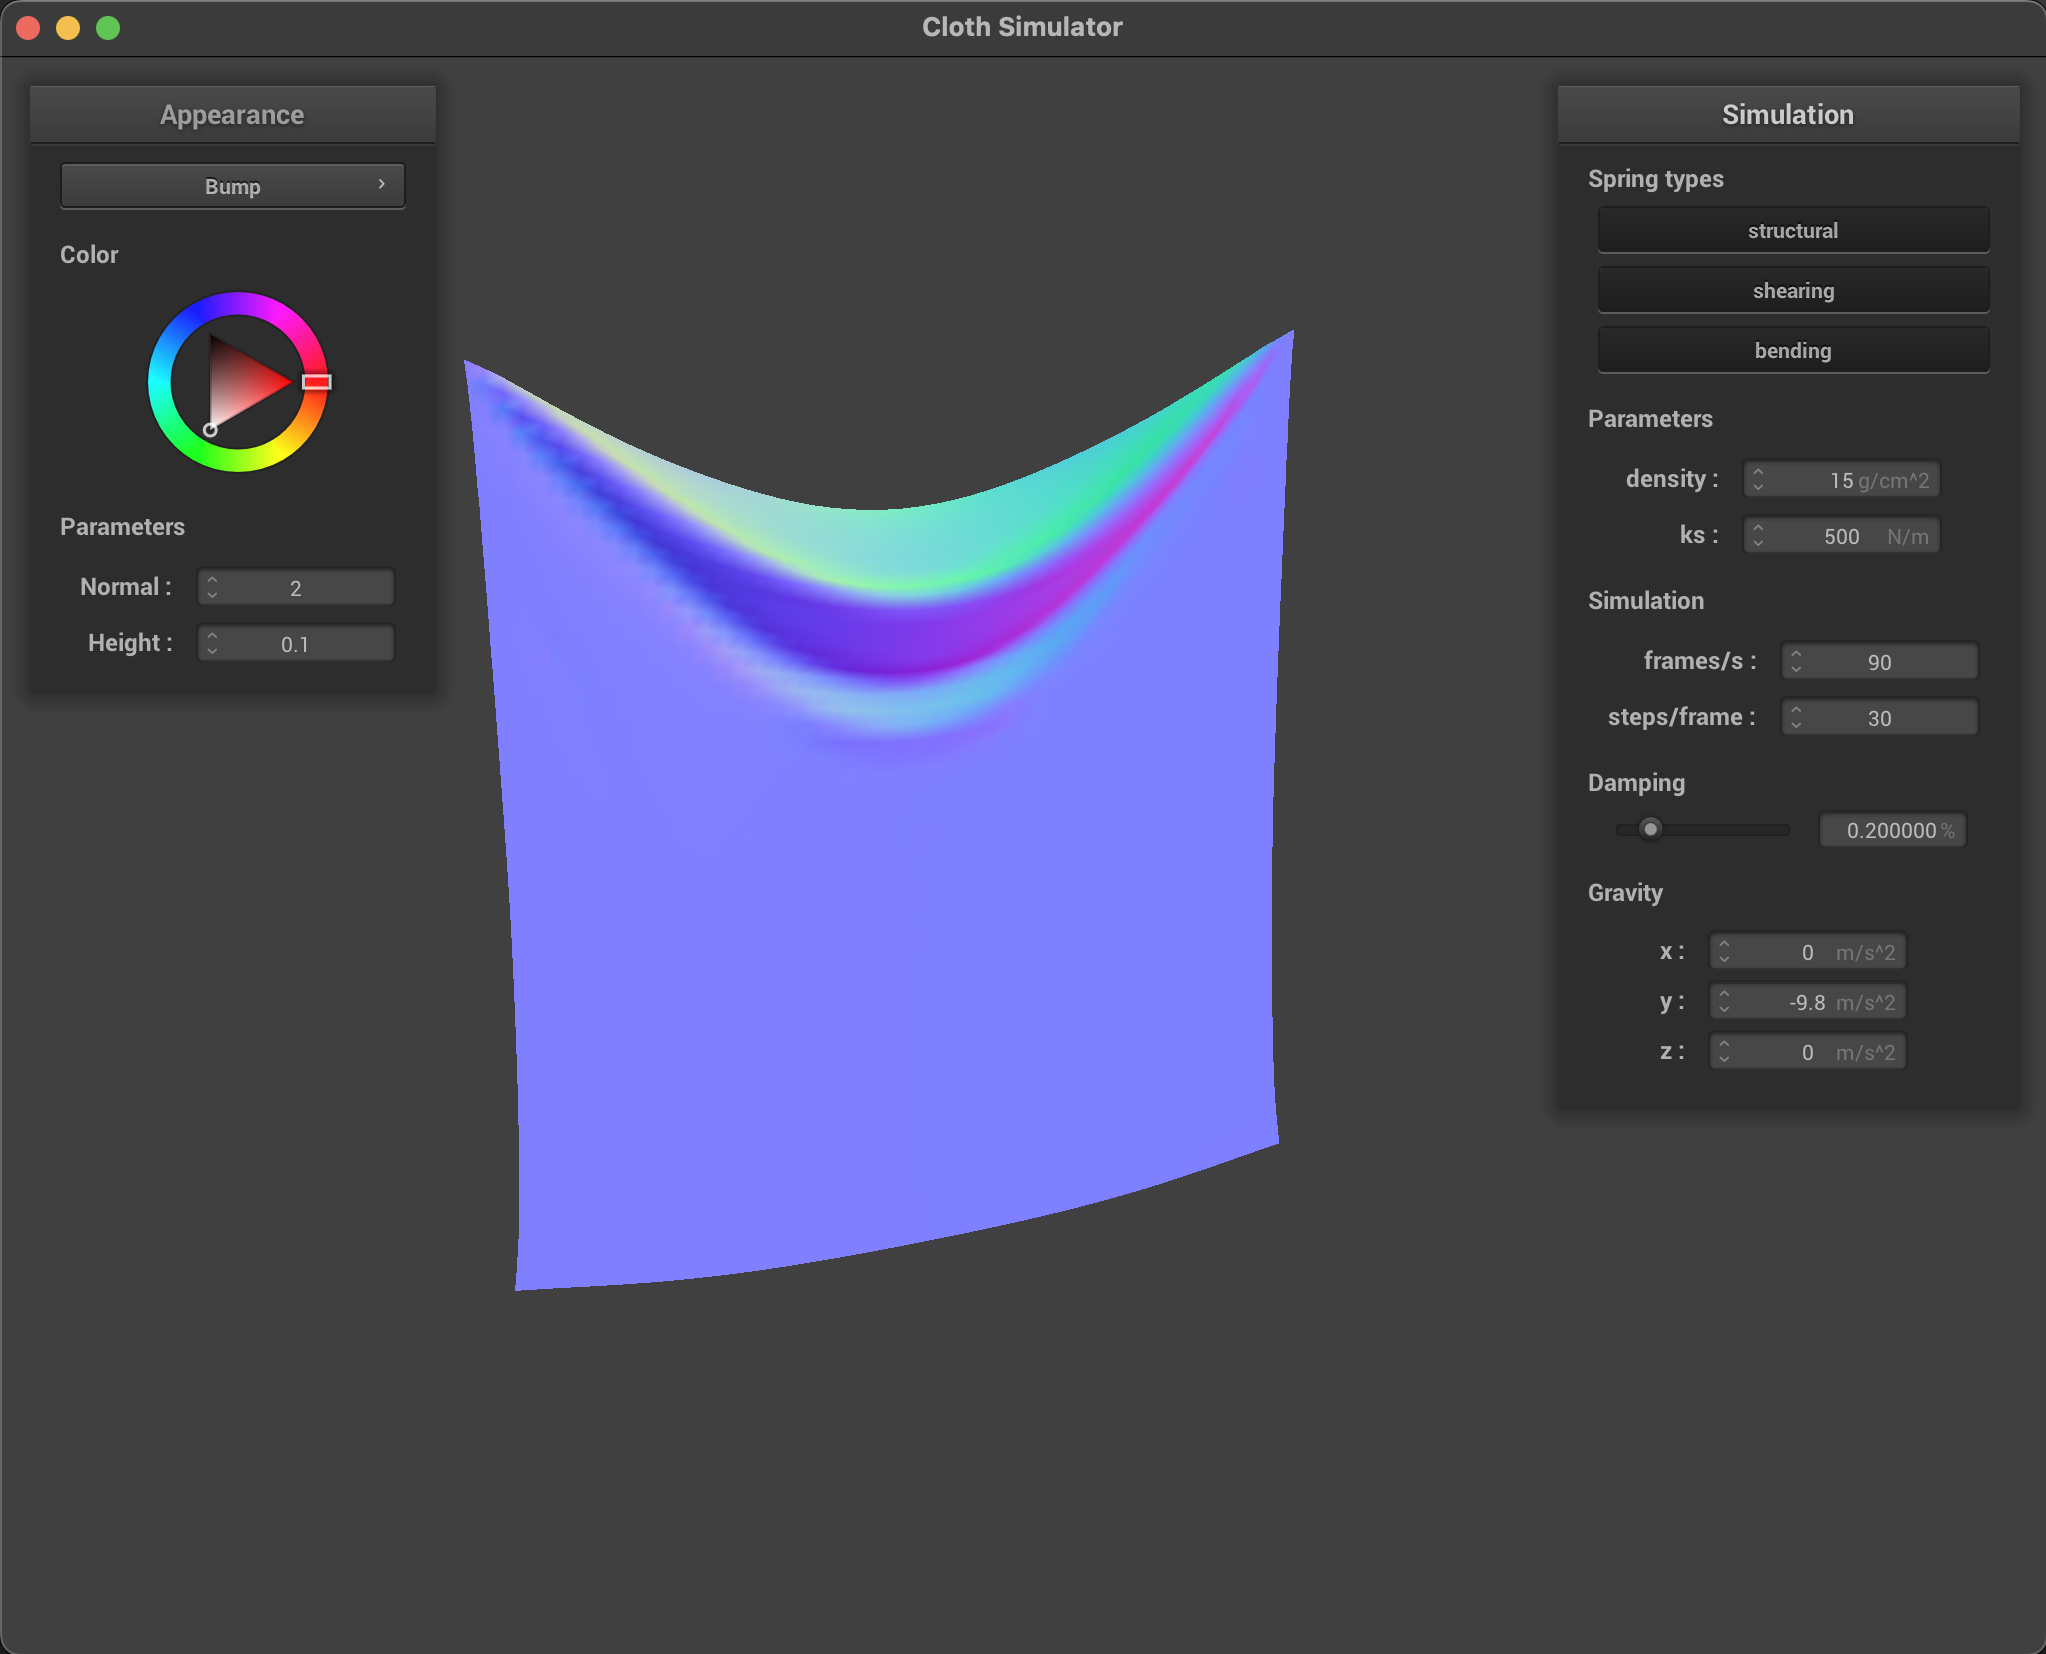 Cloth Simulator
Appearance
Bump
Color
Parameters
Normal : 2
Height : 0.1
Simulation
Spring types
structural
shearing
bending
Parameters
density : 15 g/cm^2
ks : 500 N/m
Simulation
frames/s : 90
steps/frame : 30
Damping
0.200000 %
Gravity
x : 0 m/s^2
y : -9.8 m/s^2
z : 0 m/s^2